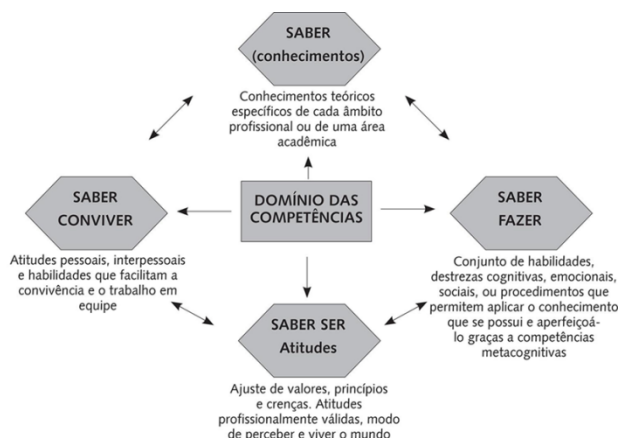 SABER
(conhecimentos)
Conhecimentos teóricos
específicos de cada âmbito
profissional ou de uma área
acadêmica
SABER
CONVIVER
DOMÍNIO DAS
COMPETÊNCIAS
SABER
FAZER
Atitudes pessoais, interpessoais
e habilidades que facilitam a
convivência e o trabalho em
equipe
Conjunto de habilidades,
destrezas cognitivas, emocionais,
sociais, ou procedimentos que
permitem aplicar o conhecimento
que se possui e aperfeiçoá-
lo graças a competências
metacognitivas
SABER SER
Atitudes
Ajuste de valores, princípios
e crenças. Atitudes
profissionalmente válidas, modo
de perceber e viver o mundo